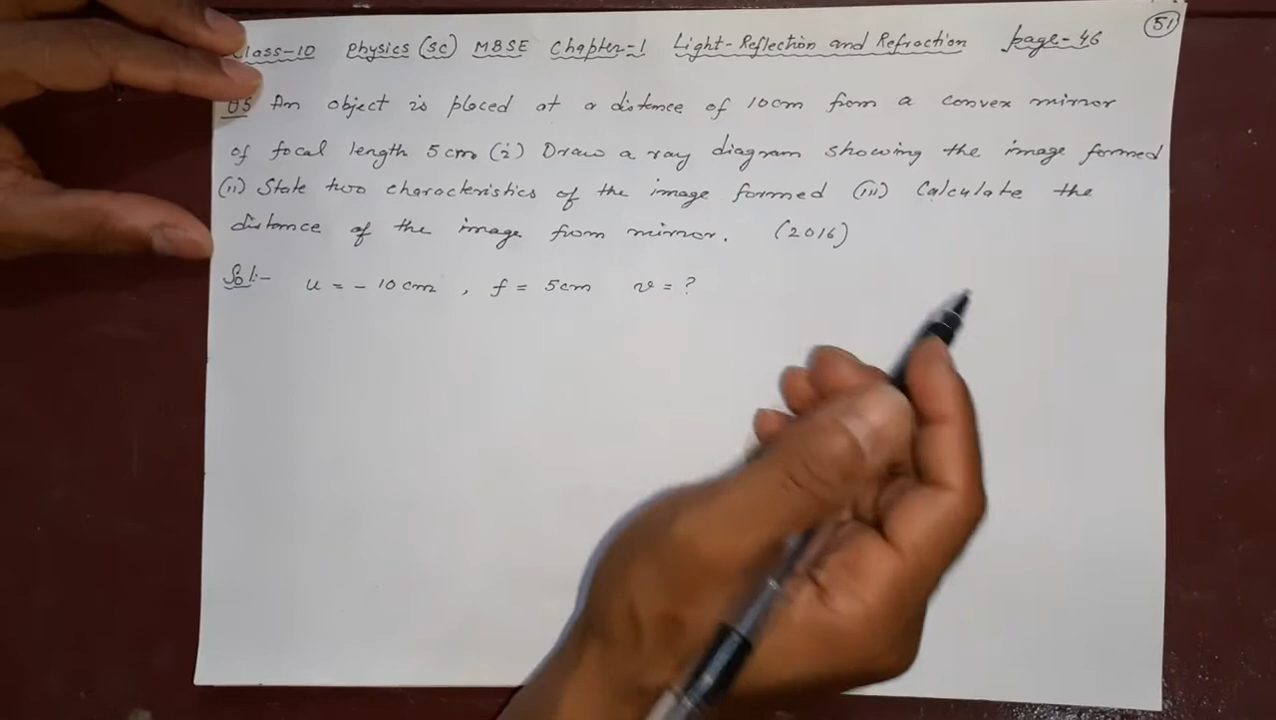 Class-10 Physics (SC) MBSE Chapter-1 Light-Reflection and Refraction page-46 51
Q5 An object is placed at a distance of 10cm from a convex mirror
of focal length 5cm (i) Draw a ray diagram showing the image formed
(ii) State two characteristics of the image formed (iii) Calculate the
distance of the image from mirror. (2016)
Sol:- u = - 10cm , f = 5cm v = ?